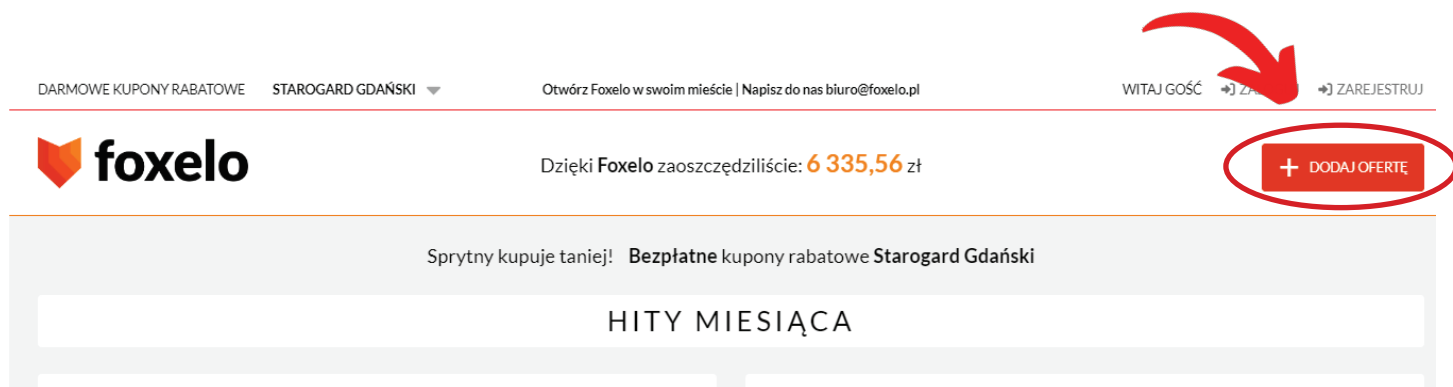 DARMOWE KUPONY RABATOWE STAROGARD GDAŃSKI Otwórz Foxelo w swoim mieście | Napisz do nas biuro@foxelo.pl WITAJ GOŚĆ ZAREJESTRUJ
foxelo Dzięki Foxelo zaoszczędziliście: 6 335,56 zł + DODAJ OFERTĘ
Sprytny kupuje taniej! Bezpłatne kupony rabatowe Starogard Gdański
HITY MIESIĄCA